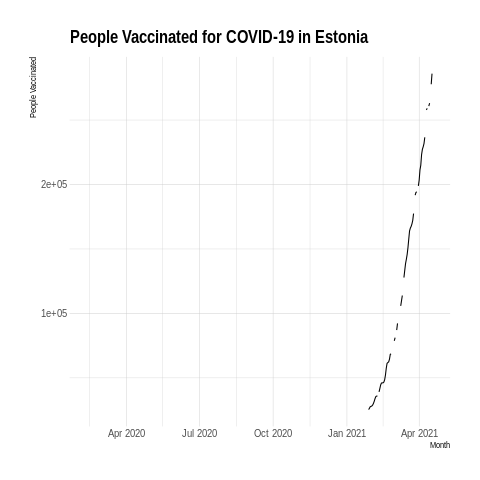 People Vaccinated for COVID-19 in Estonia
People Vaccinated
2e+05
1e+05
Apr 2020 Jul 2020 Oct 2020 Jan 2021 Apr 2021
Month